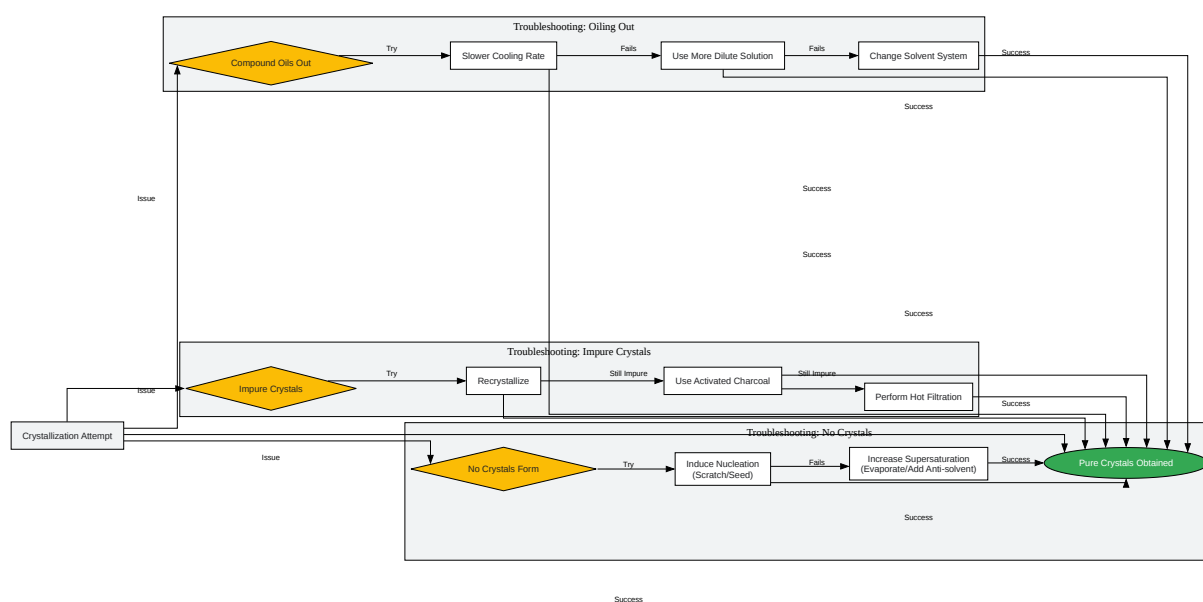 Troubleshooting: Oiling Out
Compound Oils Out
Try
Slower Cooling Rate
Fails
Use More Dilute Solution
Fails
Change Solvent System
Success
Success
Issue
Success
Success
Success
Troubleshooting: Impure Crystals
Issue
Impure Crystals
Try
Recrystallize
Still Impure
Use Activated Charcoal
Still Impure
Perform Hot Filtration
Success
Crystallization Attempt
Troubleshooting: No Crystals
Issue
No Crystals Form
Try
Induce Nucleation
(Scratch/Seed)
Fails
Increase Supersaturation
(Evaporate/Add Anti-solvent)
Success
Pure Crystals Obtained
Success
Success